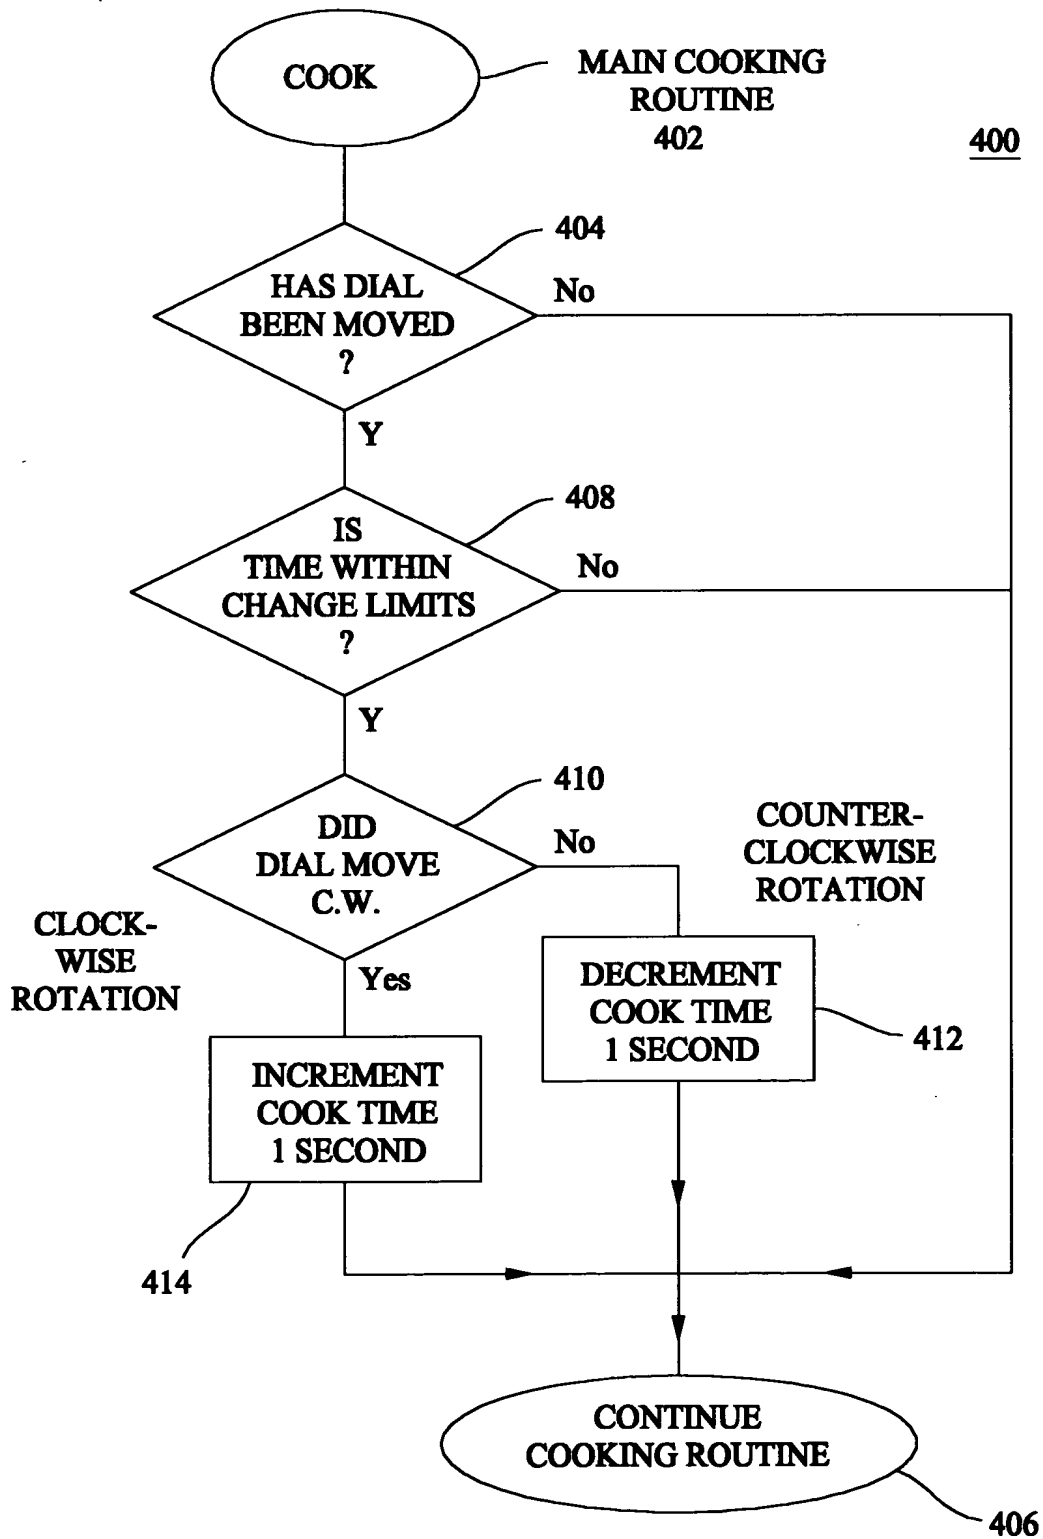 COOK
MAIN COOKING
ROUTINE
402
400
404
HAS DIAL
BEEN MOVED
?
No
Y
408
IS
TIME WITHIN
CHANGE LIMITS
?
No
Y
410
DID
DIAL MOVE
C.W.
No
COUNTER-
CLOCKWISE
ROTATION
CLOCK-
WISE
ROTATION
Yes
DECREMENT
COOK TIME
1 SECOND
412
INCREMENT
COOK TIME
1 SECOND
414
CONTINUE
COOKING ROUTINE
406